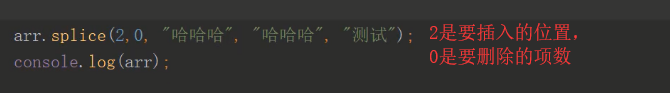 arr.splice(2,0, "哈哈哈", "哈哈哈", "测试"); 2是要插入的位置，
console.log(arr); 0是要删除的项数